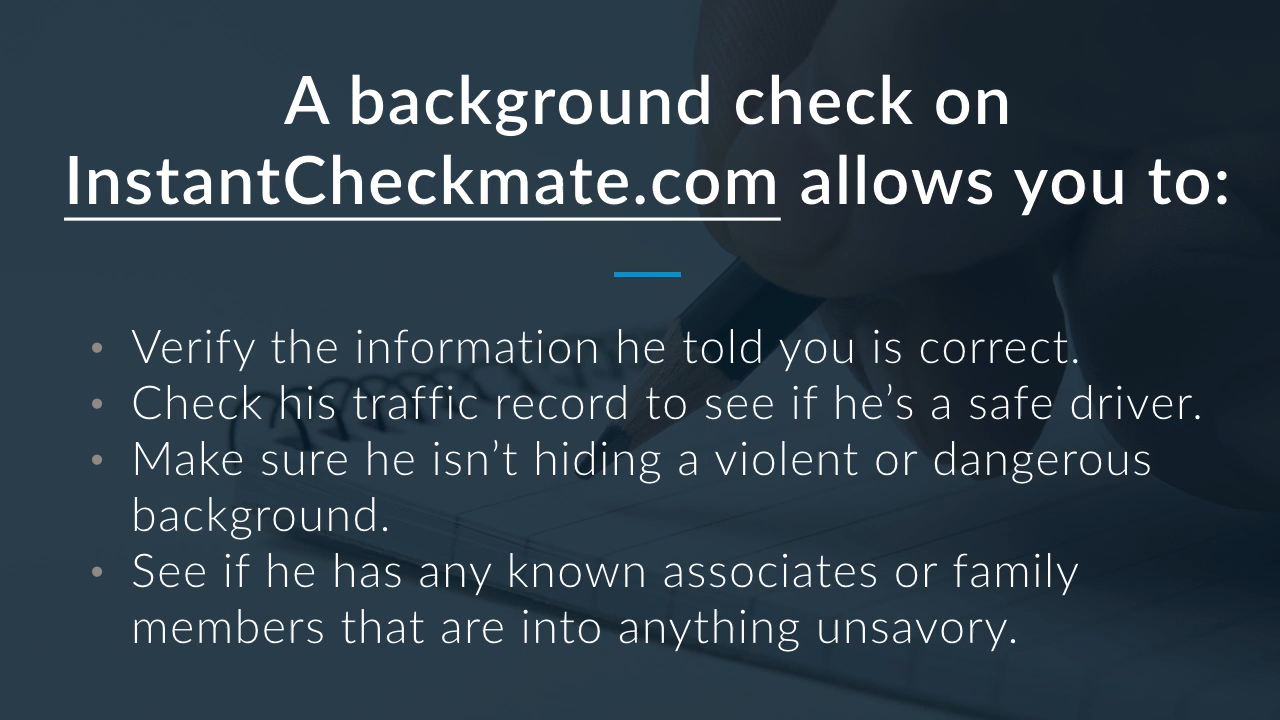 A background check on
InstantCheckmate.com allows you to:
• Verify the information he told you is correct.
• Check his traffic record to see if he’s a safe driver.
• Make sure he isn’t hiding a violent or dangerous
background.
• See if he has any known associates or family
members that are into anything unsavory.